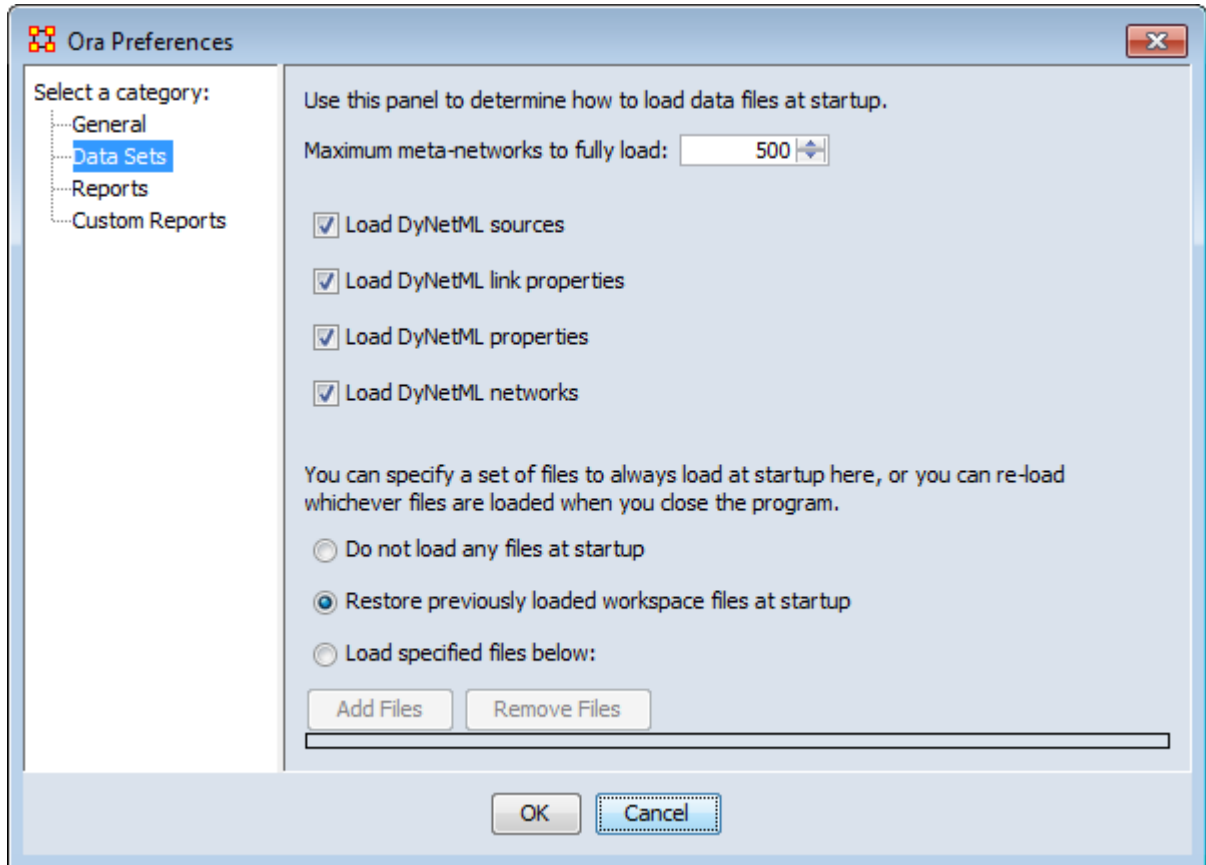 Ora Preferences
Select a category:
General
Data Sets
Reports
Custom Reports
Use this panel to determine how to load data files at startup.
Maximum meta-networks to fully load: 500
Load DyNetML sources
Load DyNetML link properties
Load DyNetML properties
Load DyNetML networks
You can specify a set of files to always load at startup here, or you can re-load
whichever files are loaded when you close the program.
Do not load any files at startup
Restore previously loaded workspace files at startup
Load specified files below:
Add Files Remove Files
OK Cancel